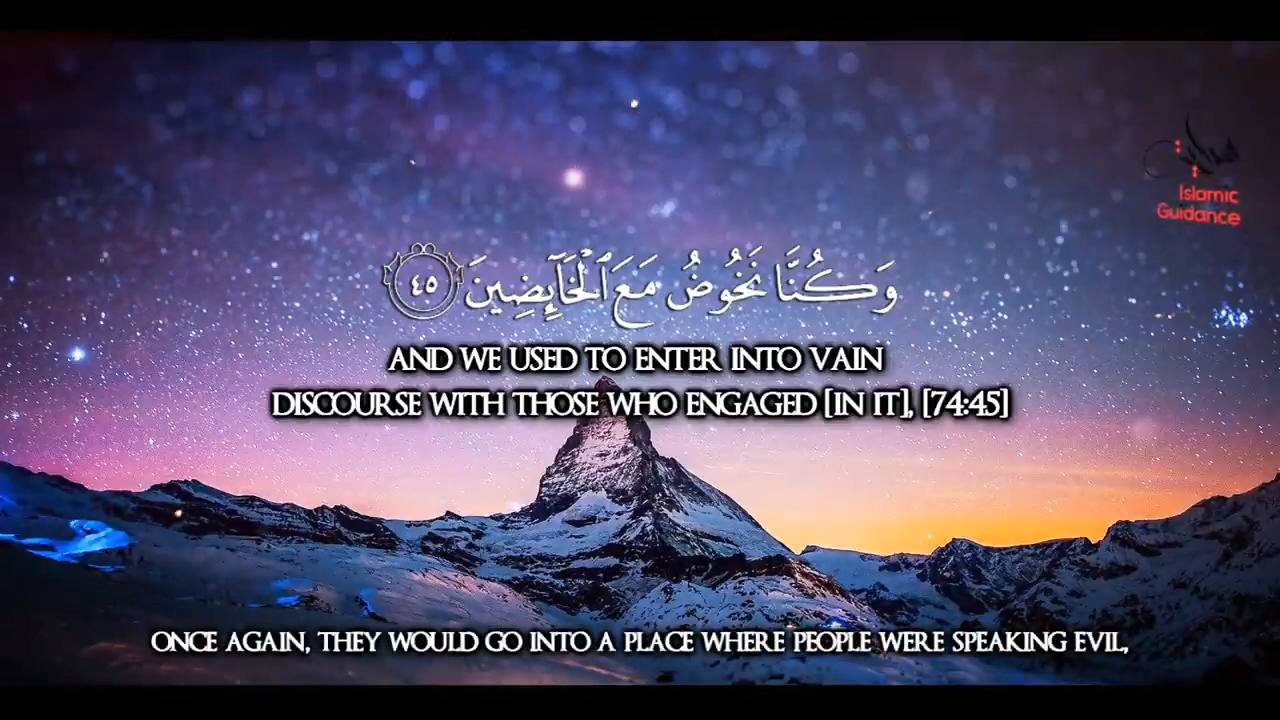 Islamic
Guidance
وَكُنَّا نَخُوضُ مَعَ ٱلْخَآئِضِينَ ٤٥
AND WE USED TO ENTER INTO VAIN
DISCOURSE WITH THOSE WHO ENGAGED [IN IT], [74:45]
ONCE AGAIN, THEY WOULD GO INTO A PLACE WHERE PEOPLE WERE SPEAKING EVIL,